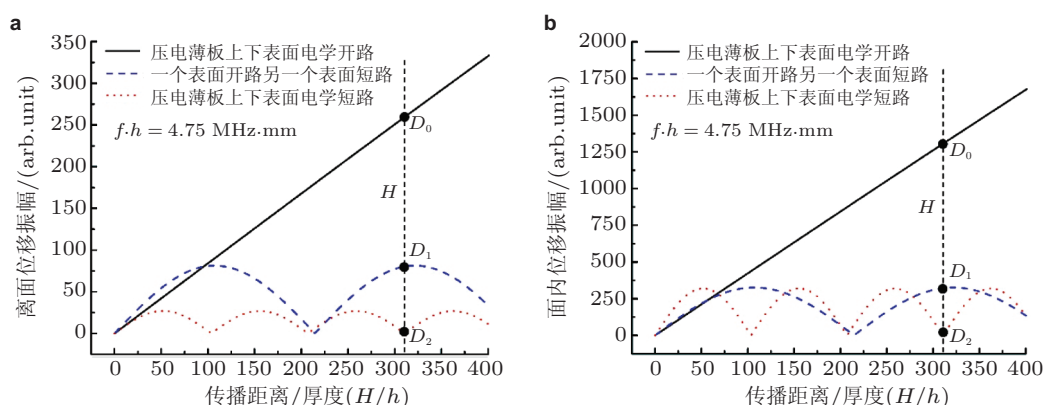 a
350
300
250
200
150
100
50
0
离面位移振幅/(arb.unit)
压电薄板上下表面电学开路
一个表面开路另一个表面短路
压电薄板上下表面电学短路
f·h = 4.75 MHz·mm
D₀
H
D₁
D₂
0 50 100 150 200 250 300 350 400
传播距离/厚度(H/h)
b
2000
1750
1500
1250
1000
750
500
250
0
面内位移振幅/(arb.unit)
压电薄板上下表面电学开路
一个表面开路另一个表面短路
压电薄板上下表面电学短路
f·h = 4.75 MHz·mm
D₀
H
D₁
D₂
0 50 100 150 200 250 300 350 400
传播距离/厚度(H/h)